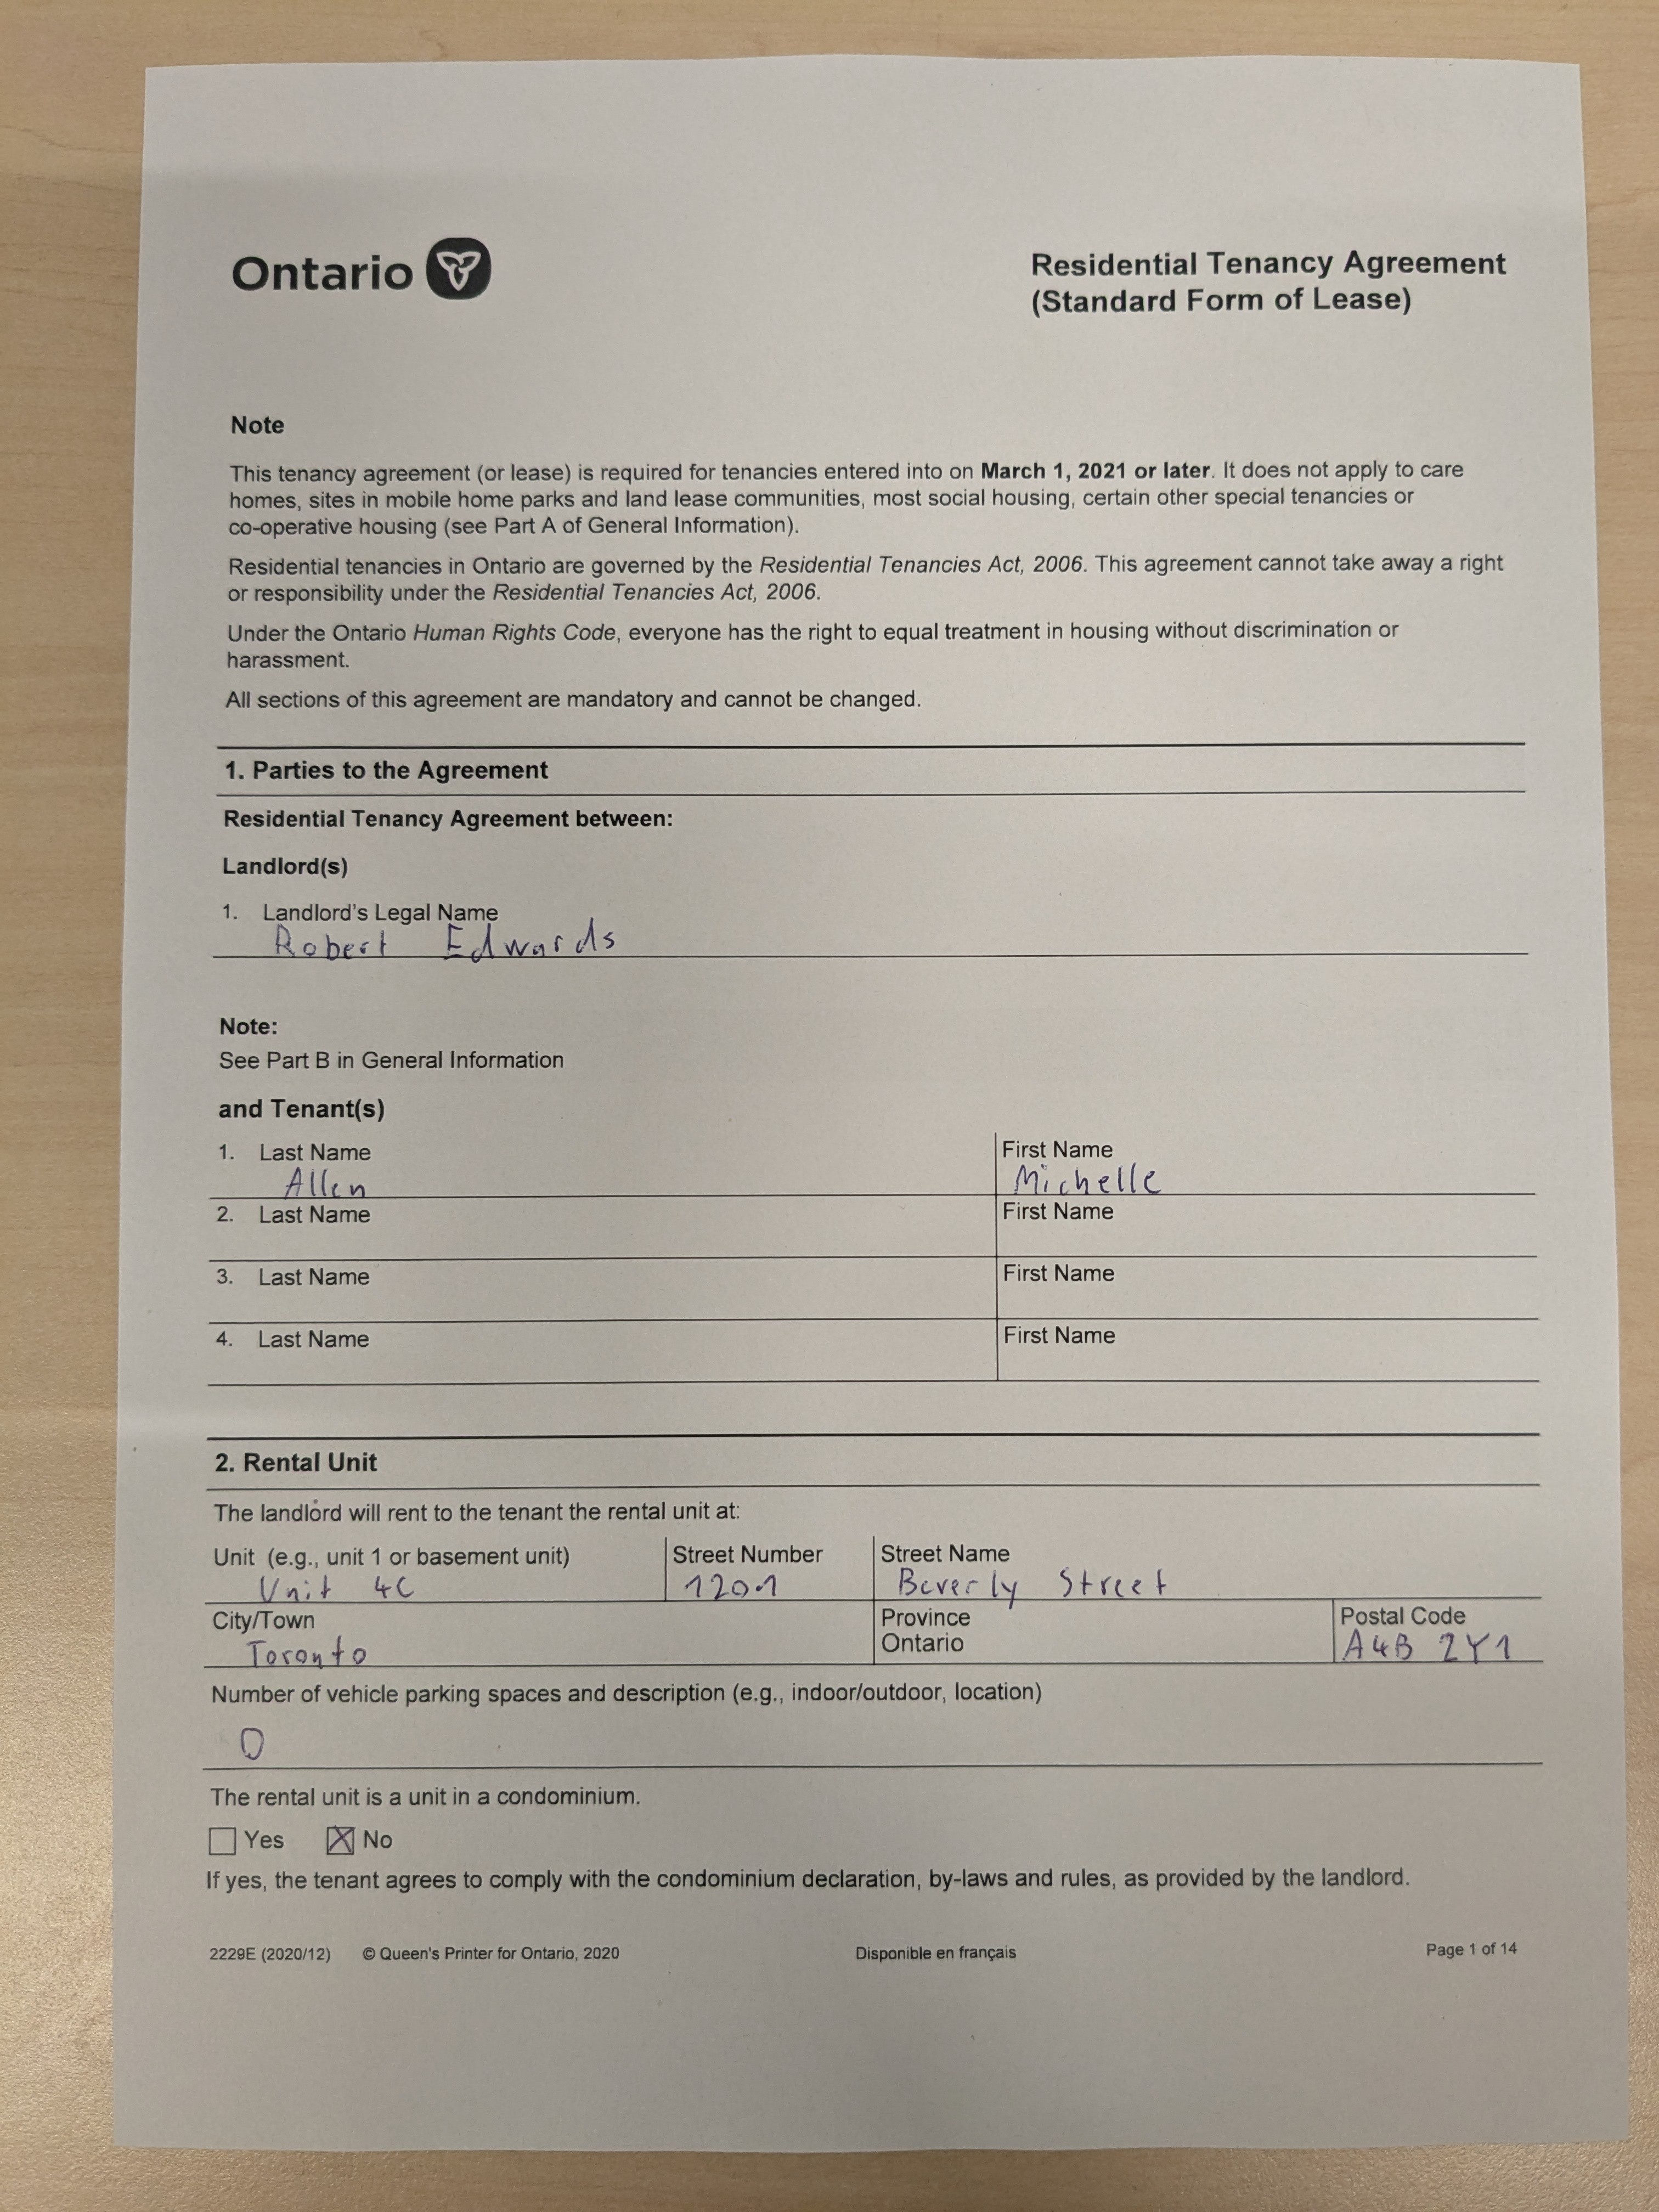 Ontario
Residential Tenancy Agreement
(Standard Form of Lease)
Note
This tenancy agreement (or lease) is required for tenancies entered into on March 1, 2021 or later. It does not apply to care
homes, sites in mobile home parks and land lease communities, most social housing, certain other special tenancies or
co-operative housing (see Part A of General Information).
Residential tenancies in Ontario are governed by the Residential Tenancies Act, 2006. This agreement cannot take away a right
or responsibility under the Residential Tenancies Act, 2006.
Under the Ontario Human Rights Code, everyone has the right to equal treatment in housing without discrimination or
harassment.
All sections of this agreement are mandatory and cannot be changed.
1. Parties to the Agreement
Residential Tenancy Agreement between:
Landlord(s)
1. Landlord's Legal Name
Robert Edwards
Note:
See Part B in General Information
and Tenant(s)
1. Last Name First Name
Allen Michelle
2. Last Name First Name
3. Last Name First Name
4. Last Name First Name
2. Rental Unit
The landlord will rent to the tenant the rental unit at:
Unit (e.g., unit 1 or basement unit) Street Number Street Name
Unit 4C 1201 Beverly Street
City/Town Province Postal Code
Toronto Ontario A4B 2Y1
Number of vehicle parking spaces and description (e.g., indoor/outdoor, location)
0
The rental unit is a unit in a condominium.
Yes No
If yes, the tenant agrees to comply with the condominium declaration, by-laws and rules, as provided by the landlord.
2229E (2020/12) © Queen's Printer for Ontario, 2020 Disponible en français Page 1 of 14